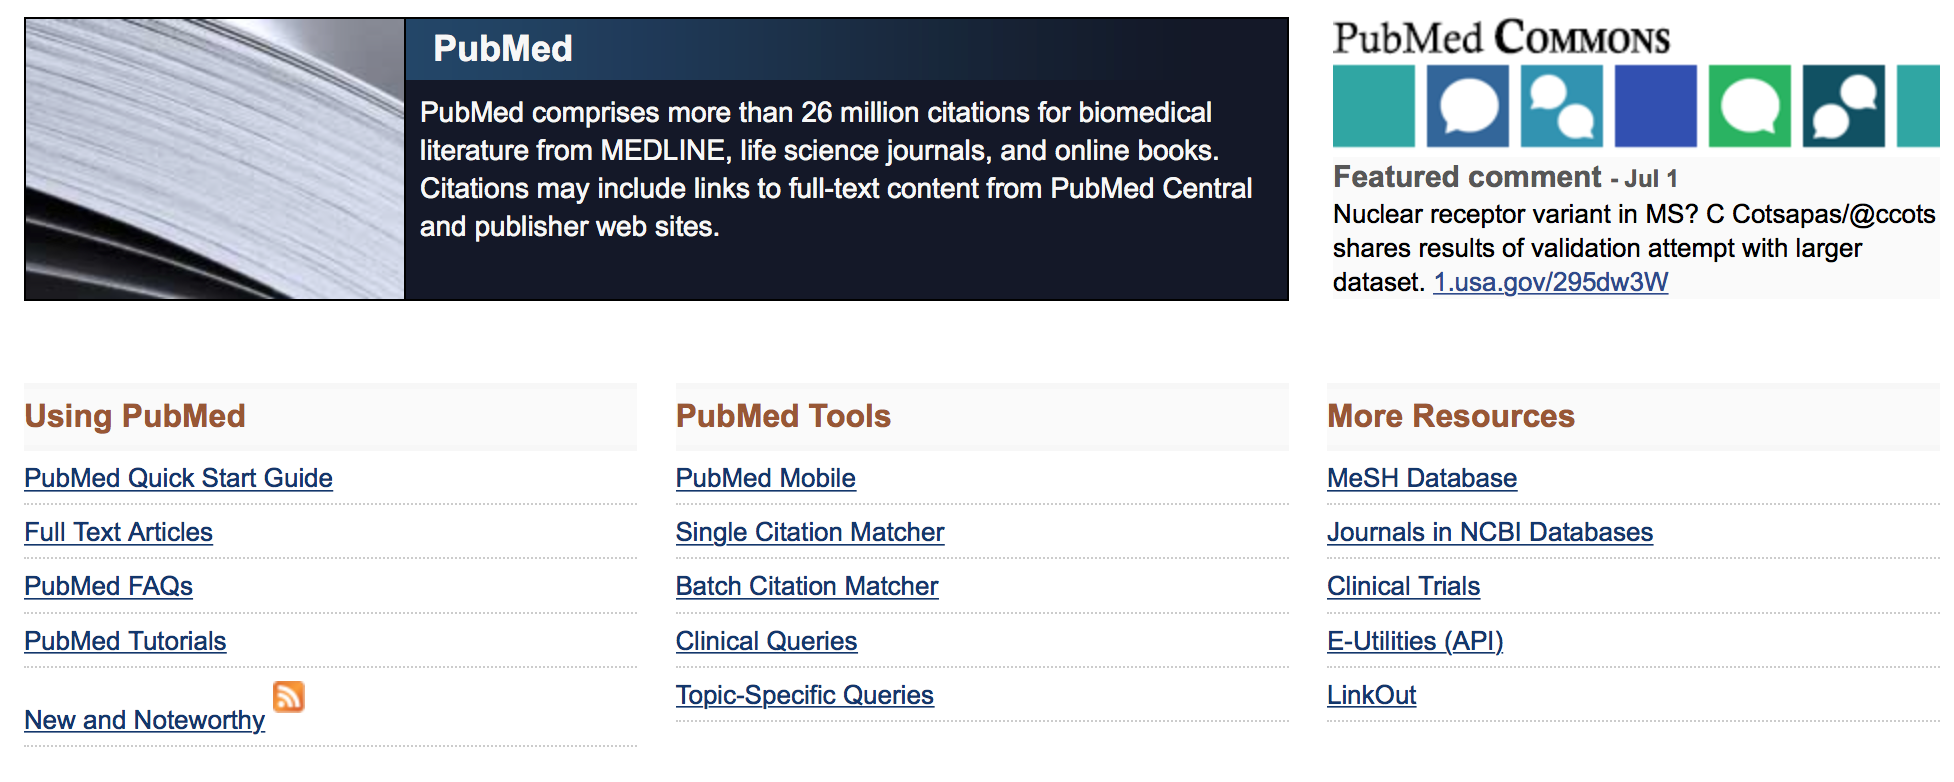 PubMed
PubMed comprises more than 26 million citations for biomedical
literature from MEDLINE, life science journals, and online books.
Citations may include links to full-text content from PubMed Central
and publisher web sites.
PubMed COMMONS
Featured comment - Jul 1
Nuclear receptor variant in MS? C Cotsapas/@ccots
shares results of validation attempt with larger
dataset. 1.usa.gov/295dw3W
Using PubMed
PubMed Quick Start Guide
Full Text Articles
PubMed FAQs
PubMed Tutorials
New and Noteworthy
PubMed Tools
PubMed Mobile
Single Citation Matcher
Batch Citation Matcher
Clinical Queries
Topic-Specific Queries
More Resources
MeSH Database
Journals in NCBI Databases
Clinical Trials
E-Utilities (API)
LinkOut